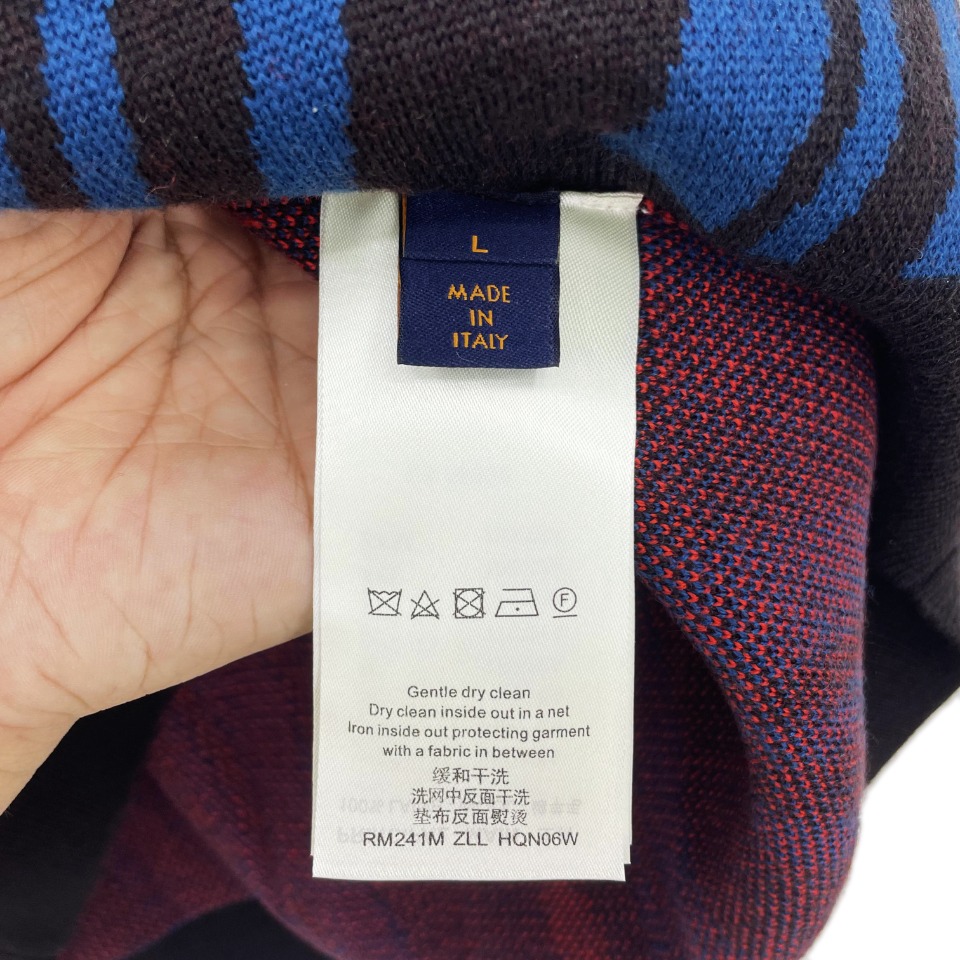 L
MADE
IN
ITALY
Gentle dry clean
Dry clean inside out in a net
Iron inside out protecting garment
with a fabric in between
缓和干洗
洗网中反面干洗
垫布反面熨烫
RM241M ZLL HQN06W